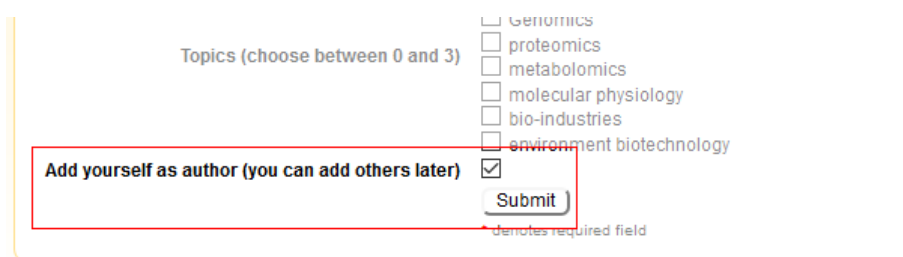 Genomics
Topics (choose between 0 and 3)
proteomics
metabolomics
molecular physiology
bio-industries
environment biotechnology
Add yourself as author (you can add others later)
Submit
* denotes required field